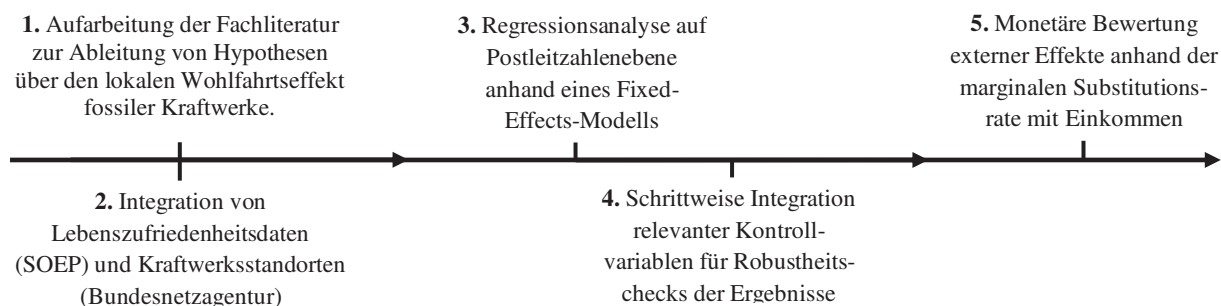 1. Aufarbeitung der Fachliteratur
zur Ableitung von Hypothesen
über den lokalen Wohlfahrtseffekt
fossiler Kraftwerke.
2. Integration von
Lebenszufriedenheitsdaten
(SOEP) und Kraftwerksstandorten
(Bundesnetzagentur)
3. Regressionsanalyse auf
Postleitzahlenebene
anhand eines Fixed-
Effects-Modells
4. Schrittweise Integration
relevanter Kontroll-
variablen für Robustheits-
checks der Ergebnisse
5. Monetäre Bewertung
externer Effekte anhand der
marginalen Substitutions-
rate mit Einkommen